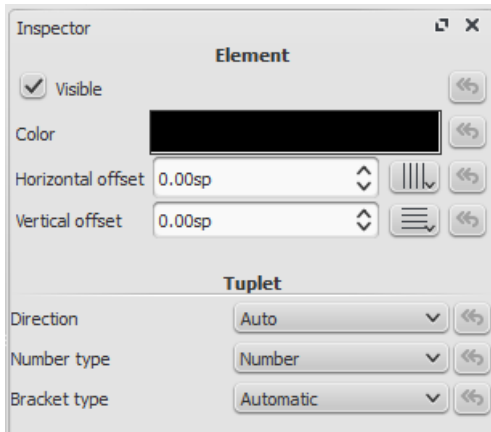 Inspector
Element
Visible
Color
Horizontal offset 0.00sp
Vertical offset 0.00sp
Tuplet
Direction Auto
Number type Number
Bracket type Automatic